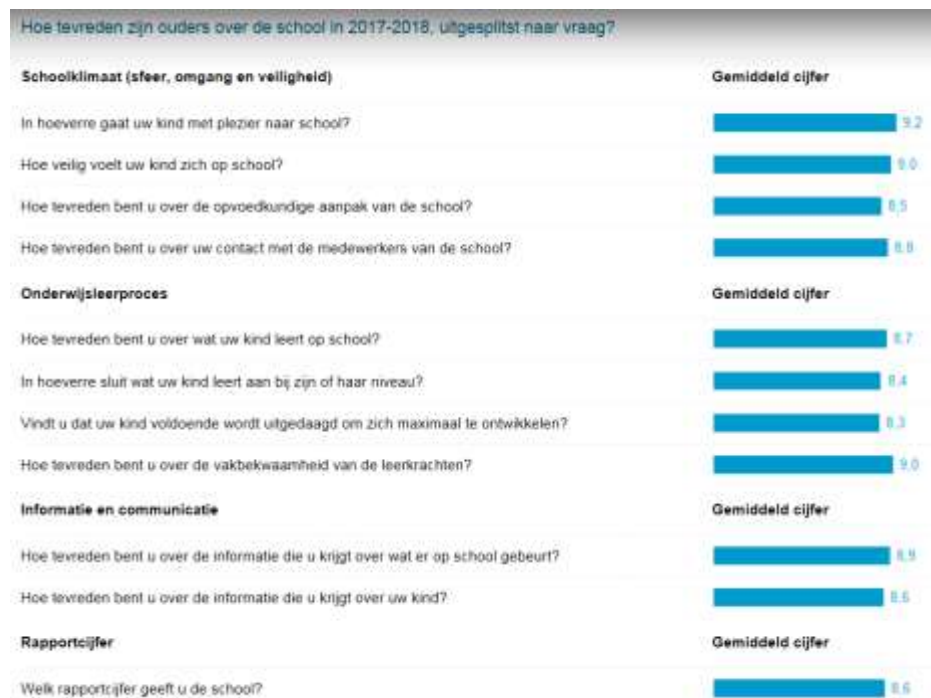 Hoe tevreden zijn ouders over de school in 2017-2018, uitgesplitst naar vraag?
Schoolklimaat (sfeer, omgang en veiligheid) Gemiddeld cijfer
In hoeverre gaat uw kind met plezier naar school? 9,2
Hoe veilig voelt uw kind zich op school? 9,0
Hoe tevreden bent u over de opvoedkundige aanpak van de school? 8,5
Hoe tevreden bent u over uw contact met de medewerkers van de school? 8,8
Onderwijsleerproces Gemiddeld cijfer
Hoe tevreden bent u over wat uw kind leert op school? 8,7
In hoeverre sluit wat uw kind leert aan bij zijn of haar niveau? 8,4
Vindt u dat uw kind voldoende wordt uitgedaagd om zich maximaal te ontwikkelen? 8,3
Hoe tevreden bent u over de vakbekwaamheid van de leerkrachten? 9,0
Informatie en communicatie Gemiddeld cijfer
Hoe tevreden bent u over de informatie die u krijgt over wat er op school gebeurt? 8,9
Hoe tevreden bent u over de informatie die u krijgt over uw kind? 8,6
Rapportcijfer Gemiddeld cijfer
Welk rapportcijfer geeft u de school? 8,6